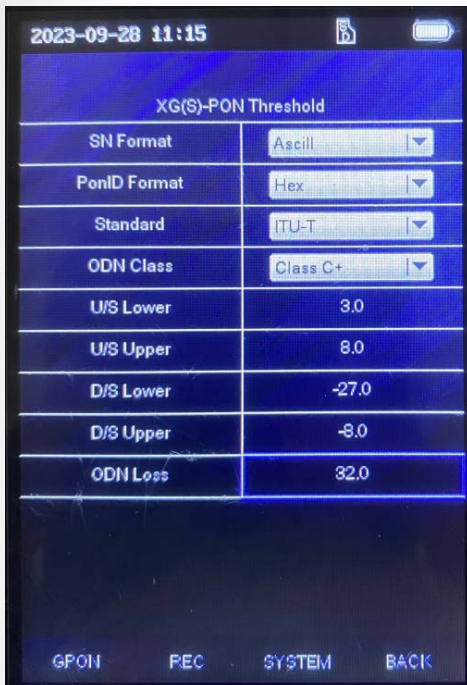 2023-09-28 11:15
XG(S)-PON Threshold
SN Format Ascill
PonID Format Hex
Standard ITU-T
ODN Class Class C+
U/S Lower 3.0
U/S Upper 8.0
D/S Lower -27.0
D/S Upper -8.0
ODN Loss 32.0
GPON REC SYSTEM BACK